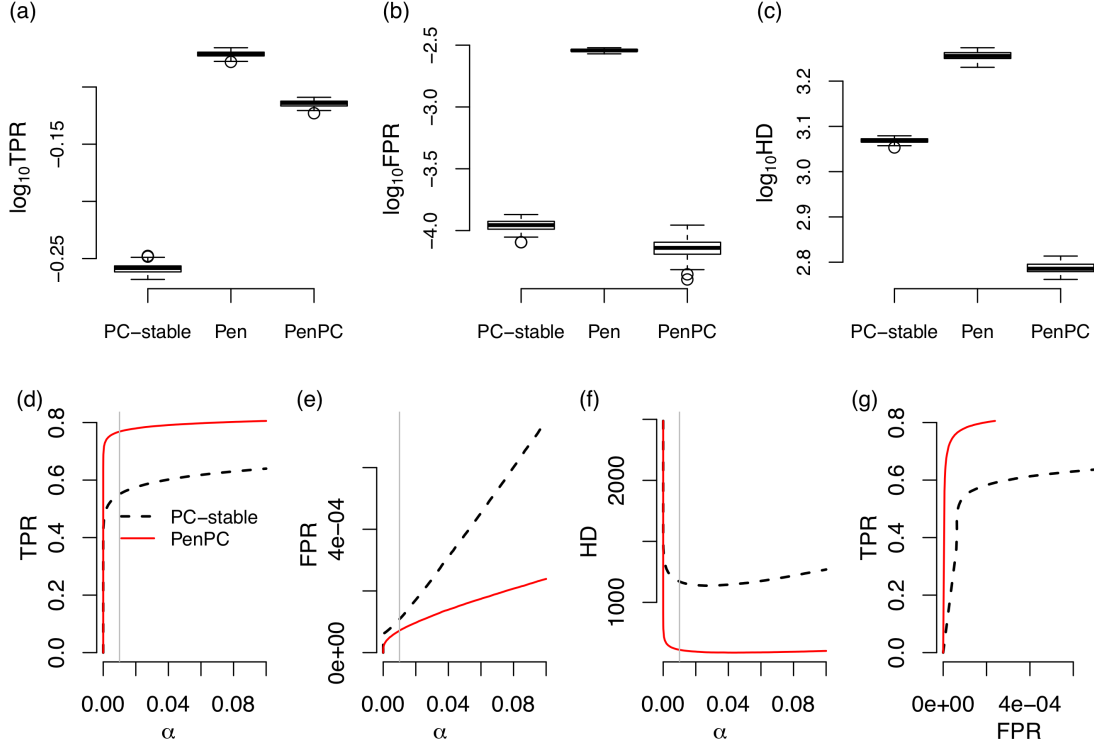 (a)
log10TPR
−0.15
−0.25
PC−stable Pen PenPC
(b)
log10FPR
−2.5
−3.0
−3.5
−4.0
PC−stable Pen PenPC
(c)
log10HD
3.2
3.1
3.0
2.9
2.8
PC−stable Pen PenPC
(d)
TPR
0.8
0.6
0.4
0.2
0.0
PC−stable
PenPC
0.00 0.04 0.08
α
(e)
FPR
4e−04
0e+00
0.00 0.04 0.08
α
(f)
HD
2000
1000
0.00 0.04 0.08
α
(g)
TPR
0.8
0.6
0.4
0.2
0.0
0e+00 4e−04
FPR